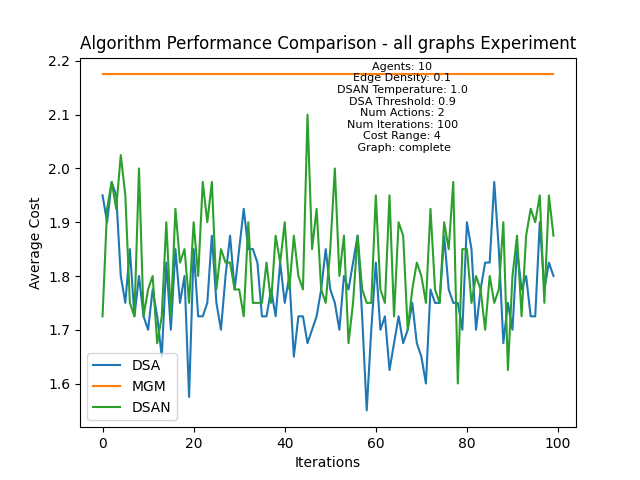 Algorithm Performance Comparison - all graphs Experiment
2.2
2.1
2.0
1.9
1.8
1.7
1.6
Average Cost
Agents: 10
Edge Density: 0.1
DSAN Temperature: 1.0
DSA Threshold: 0.9
Num Actions: 2
Num Iterations: 100
Cost Range: 4
Graph: complete
DSA
MGM
DSAN
0 20 40 60 80 100
Iterations